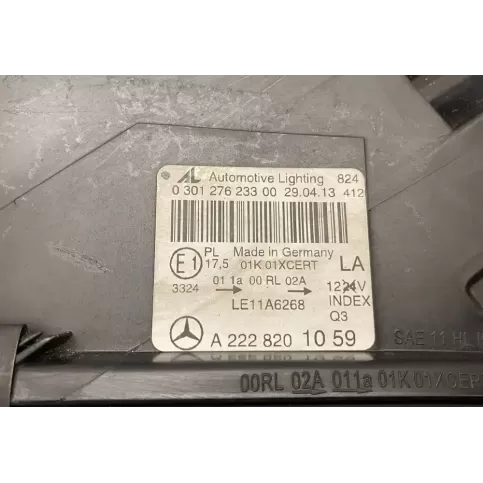 AL Automotive Lighting 824
0 301 276 233 00 29.04.13 412
PL Made in Germany
E1 17,5 01K 01XCERT LA
3324 01 1a 00 RL 02A 12
LE11A6268 INDEX
Q3
A 222 820 10 59
SAE 11 HL
00RL 02A 011a 01K 01XCER